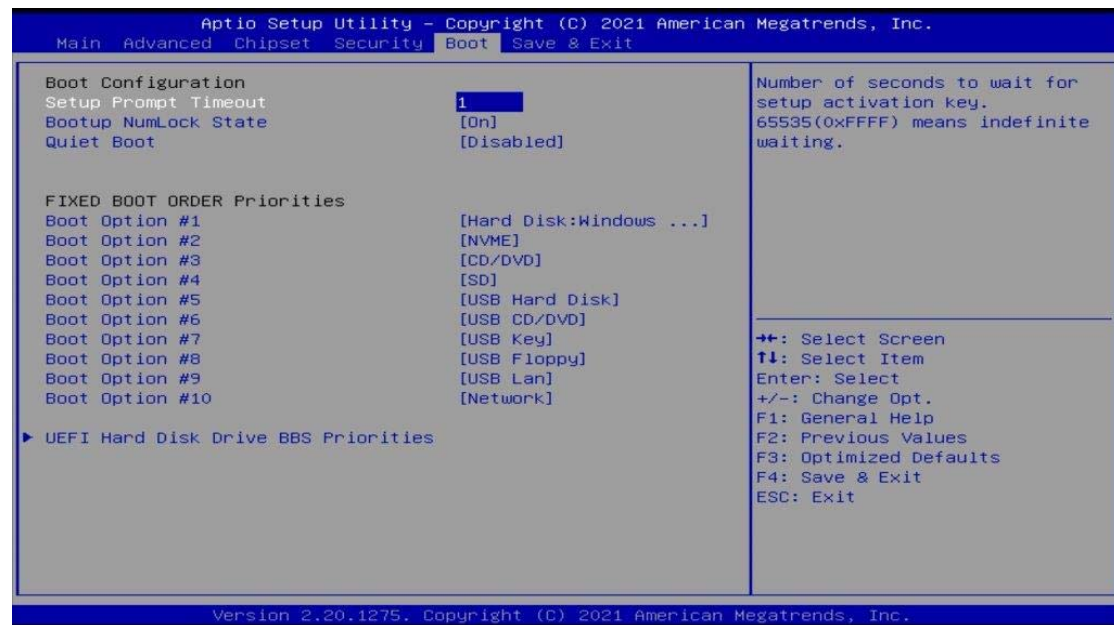 Aptio Setup Utility – Copyright (C) 2021 American Megatrends, Inc.
Main Advanced Chipset Security Boot Save & Exit
Boot Configuration
Setup Prompt Timeout 1
Bootup NumLock State [On]
Quiet Boot [Disabled]
FIXED BOOT ORDER Priorities
Boot Option #1 [Hard Disk:Windows ...]
Boot Option #2 [NVME]
Boot Option #3 [CD/DVD]
Boot Option #4 [SD]
Boot Option #5 [USB Hard Disk]
Boot Option #6 [USB CD/DVD]
Boot Option #7 [USB Key]
Boot Option #8 [USB Floppy]
Boot Option #9 [USB Lan]
Boot Option #10 [Network]
▶ UEFI Hard Disk Drive BBS Priorities
Number of seconds to wait for
setup activation key.
65535(0xFFFF) means indefinite
waiting.
→←: Select Screen
↑↓: Select Item
Enter: Select
+/-: Change Opt.
F1: General Help
F2: Previous Values
F3: Optimized Defaults
F4: Save & Exit
ESC: Exit
Version 2.20.1275. Copyright (C) 2021 American Megatrends, Inc.